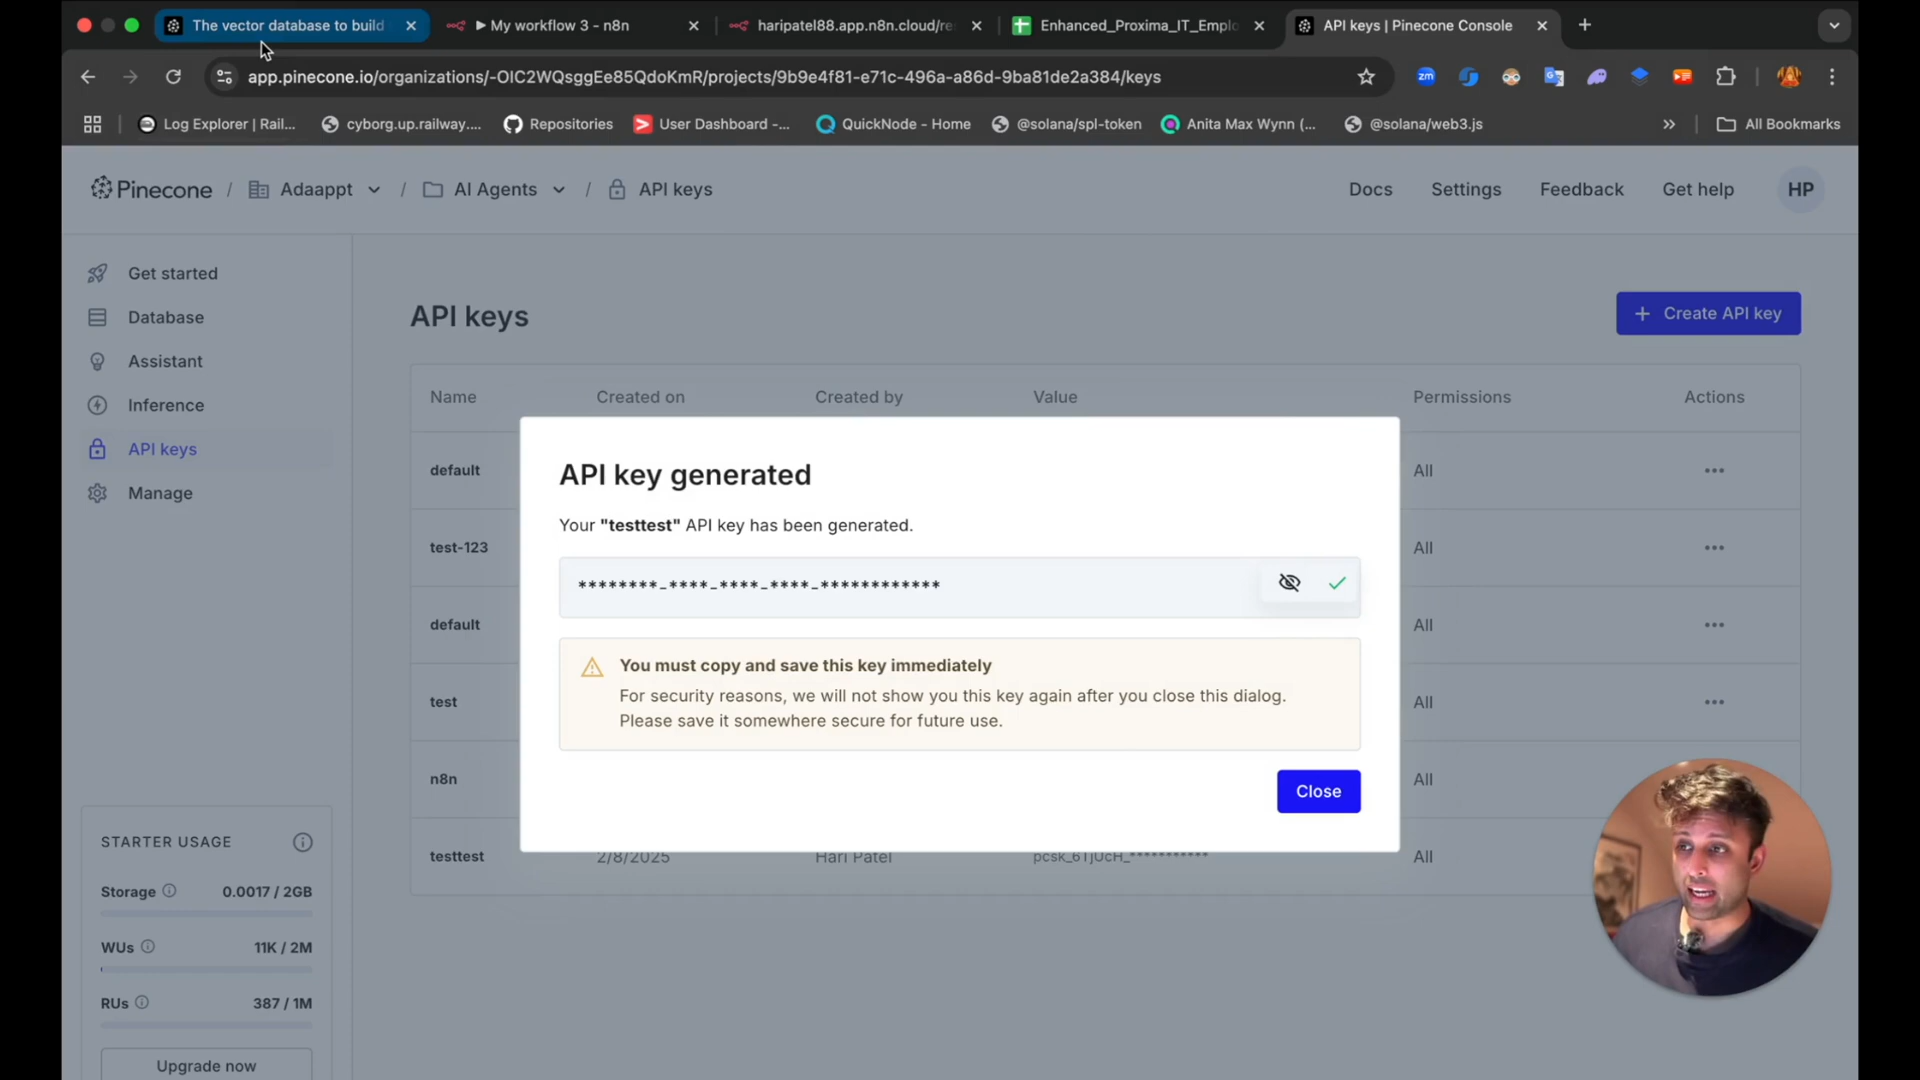 The vector database to build
My workflow 3 - n8n
haripatel88.app.n8n.cloud/re
Enhanced_Proxima_IT_Emplo
API keys | Pinecone Console
app.pinecone.io/organizations/-OIC2WQsggEe85QdoKmR/projects/9b9e4f81-e71c-496a-a86d-9ba81de2a384/keys
zm
Log Explorer | Rail...
cyborg.up.railway....
Repositories
User Dashboard -...
QuickNode - Home
@solana/spl-token
Anita Max Wynn (...
@solana/web3.js
All Bookmarks
Pinecone / Adaappt / AI Agents / API keys
Docs
Settings
Feedback
Get help
HP
Get started
Database
Assistant
Inference
API keys
Manage
STARTER USAGE
Storage 0.0017 / 2GB
WUs 11K / 2M
RUs 387 / 1M
Upgrade now
API keys
+ Create API key
Name Created on Created by Value Permissions Actions
default All
test-123 All
default All
test All
n8n All
testtest 2/8/2025 Hari Patel pcsk_6TjUcH_*********** All
API key generated
Your "testtest" API key has been generated.
********-****-****-****-************
You must copy and save this key immediately
For security reasons, we will not show you this key again after you close this dialog.
Please save it somewhere secure for future use.
Close